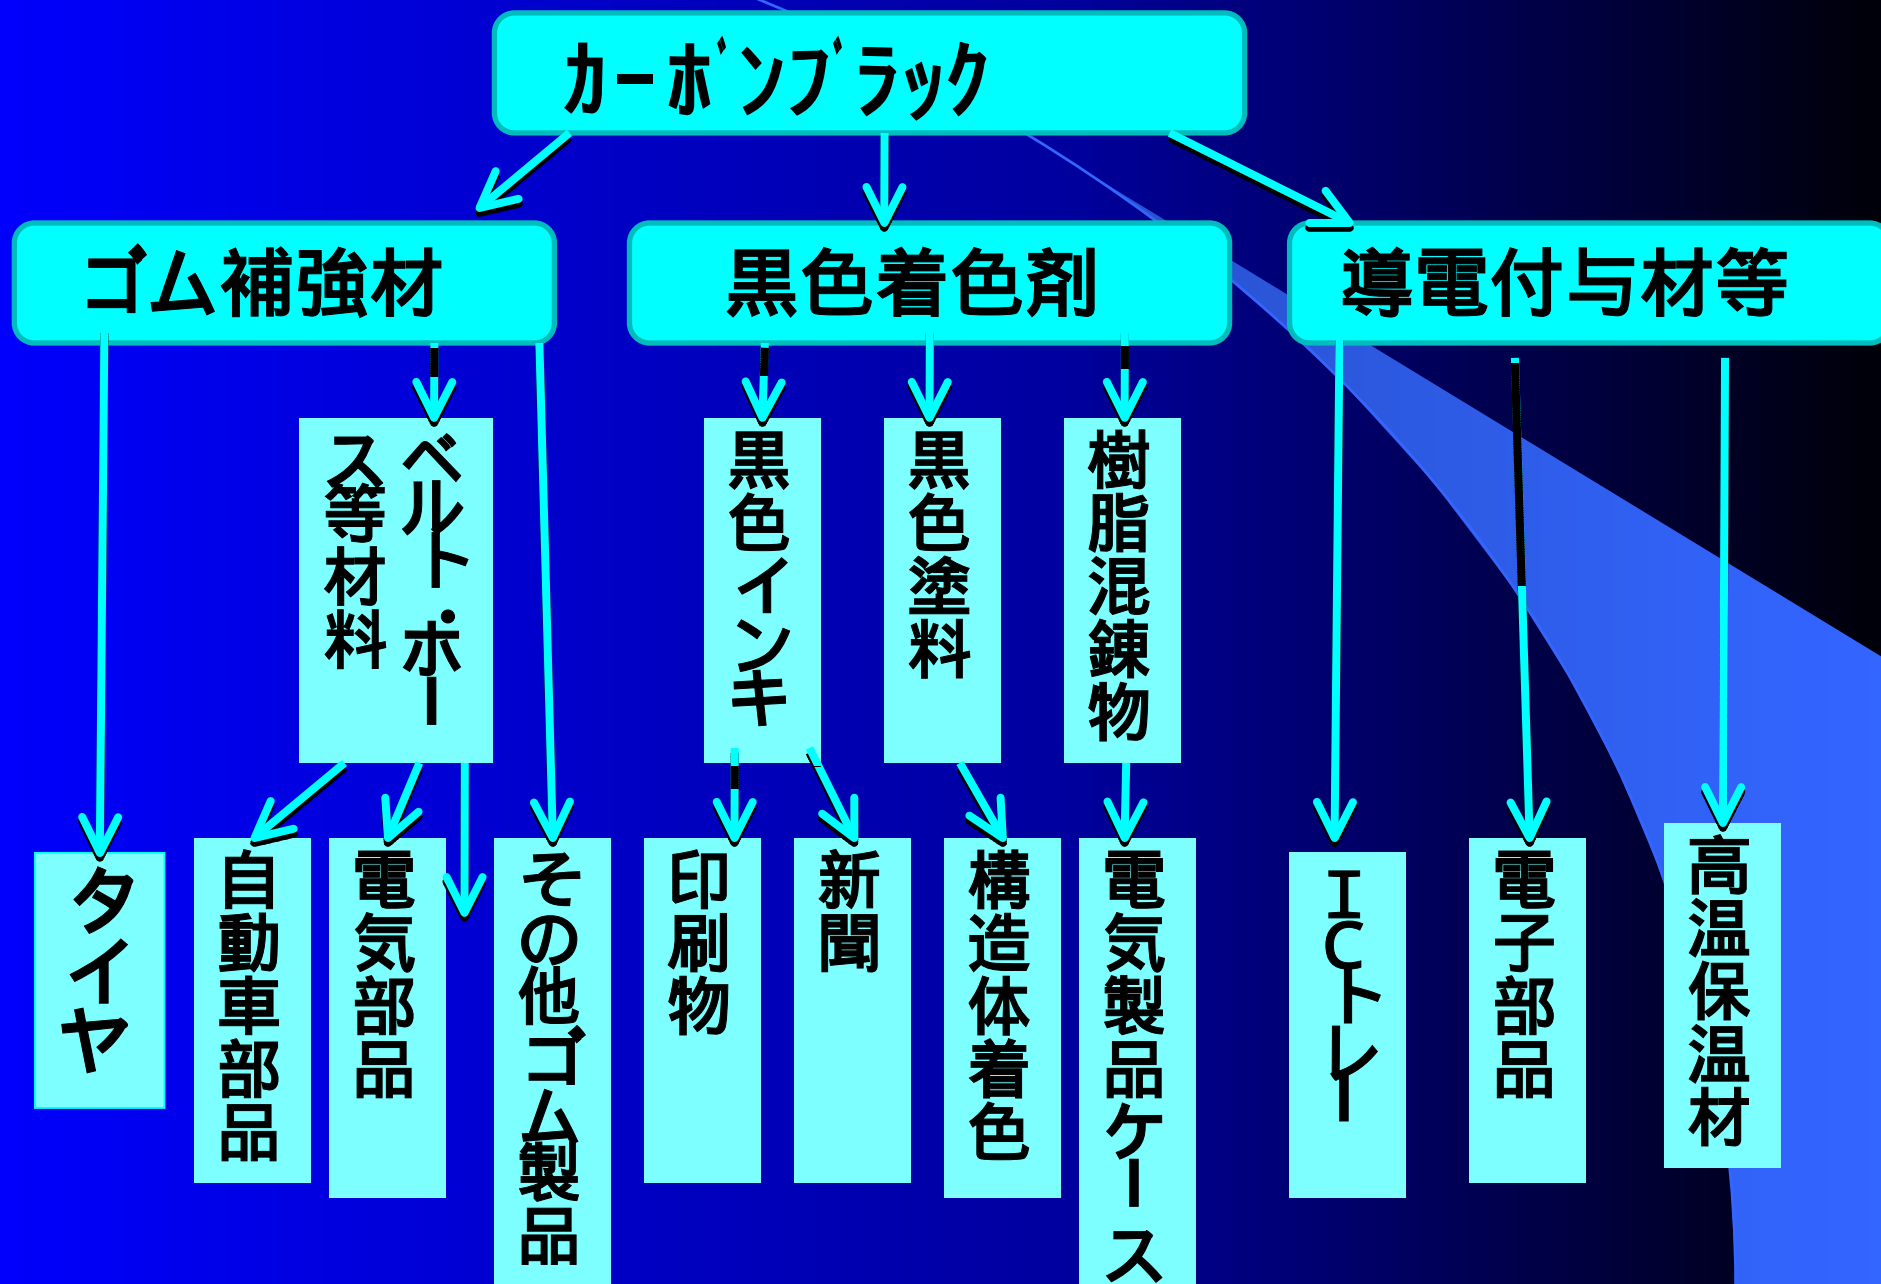 ｶｰﾎﾞﾝﾌﾞﾗｯｸ
ゴム補強材
黒色着色剤
導電付与材等
ベルト・ホー
ス等材料
黒色インキ
黒色塗料
樹脂混錬物
タイヤ
自動車部品
電気部品
その他ゴム製品
印刷物
新聞
構造体着色
電気製品ケース
ＩＣトレー
電子部品
高温保温材